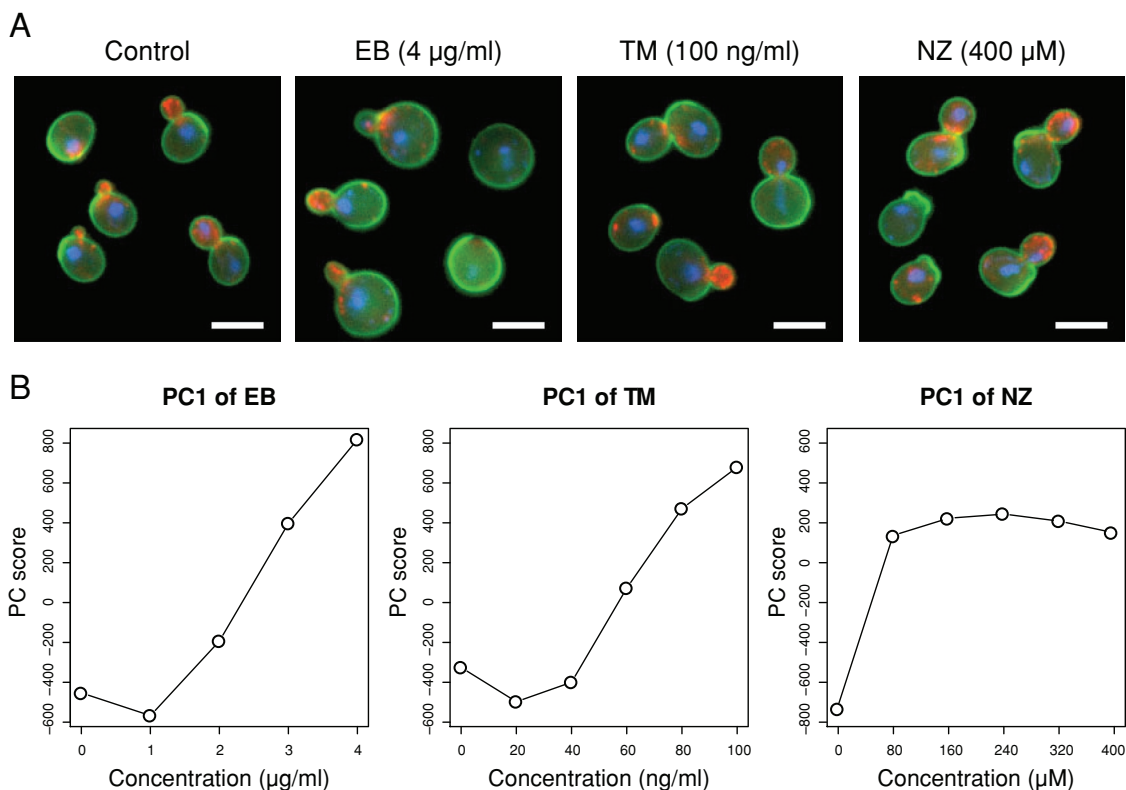 A
Control
EB (4 µg/ml)
TM (100 ng/ml)
NZ (400 µM)
B
PC1 of EB
PC score
-600
-400
-200
0
200
400
600
800
0
1
2
3
4
Concentration (µg/ml)
PC1 of TM
PC score
-600
-400
-200
0
200
400
600
800
0
20
40
60
80
100
Concentration (ng/ml)
PC1 of NZ
PC score
-800
-600
-400
-200
0
200
400
600
0
80
160
240
320
400
Concentration (µM)